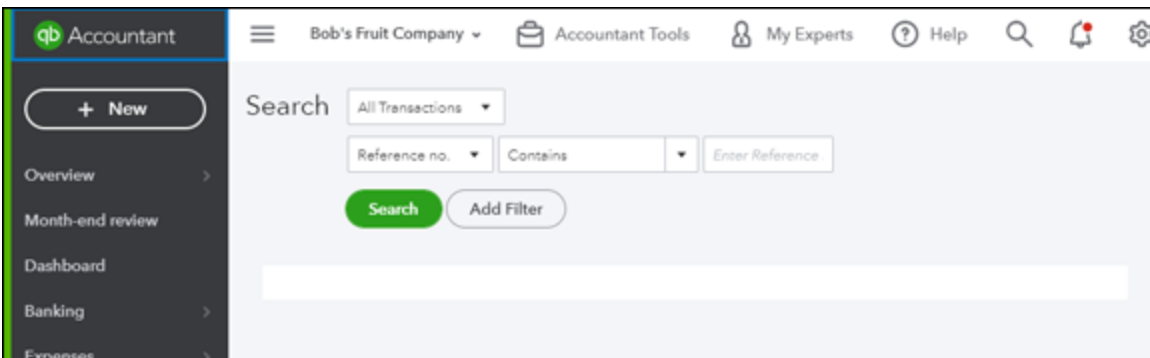 qb Accountant
Bob's Fruit Company Accountant Tools My Experts ? Help
+ New
Search All Transactions
Reference no. Contains Enter Reference .
Search Add Filter
Overview
Month-end review
Dashboard
Banking
Expenses